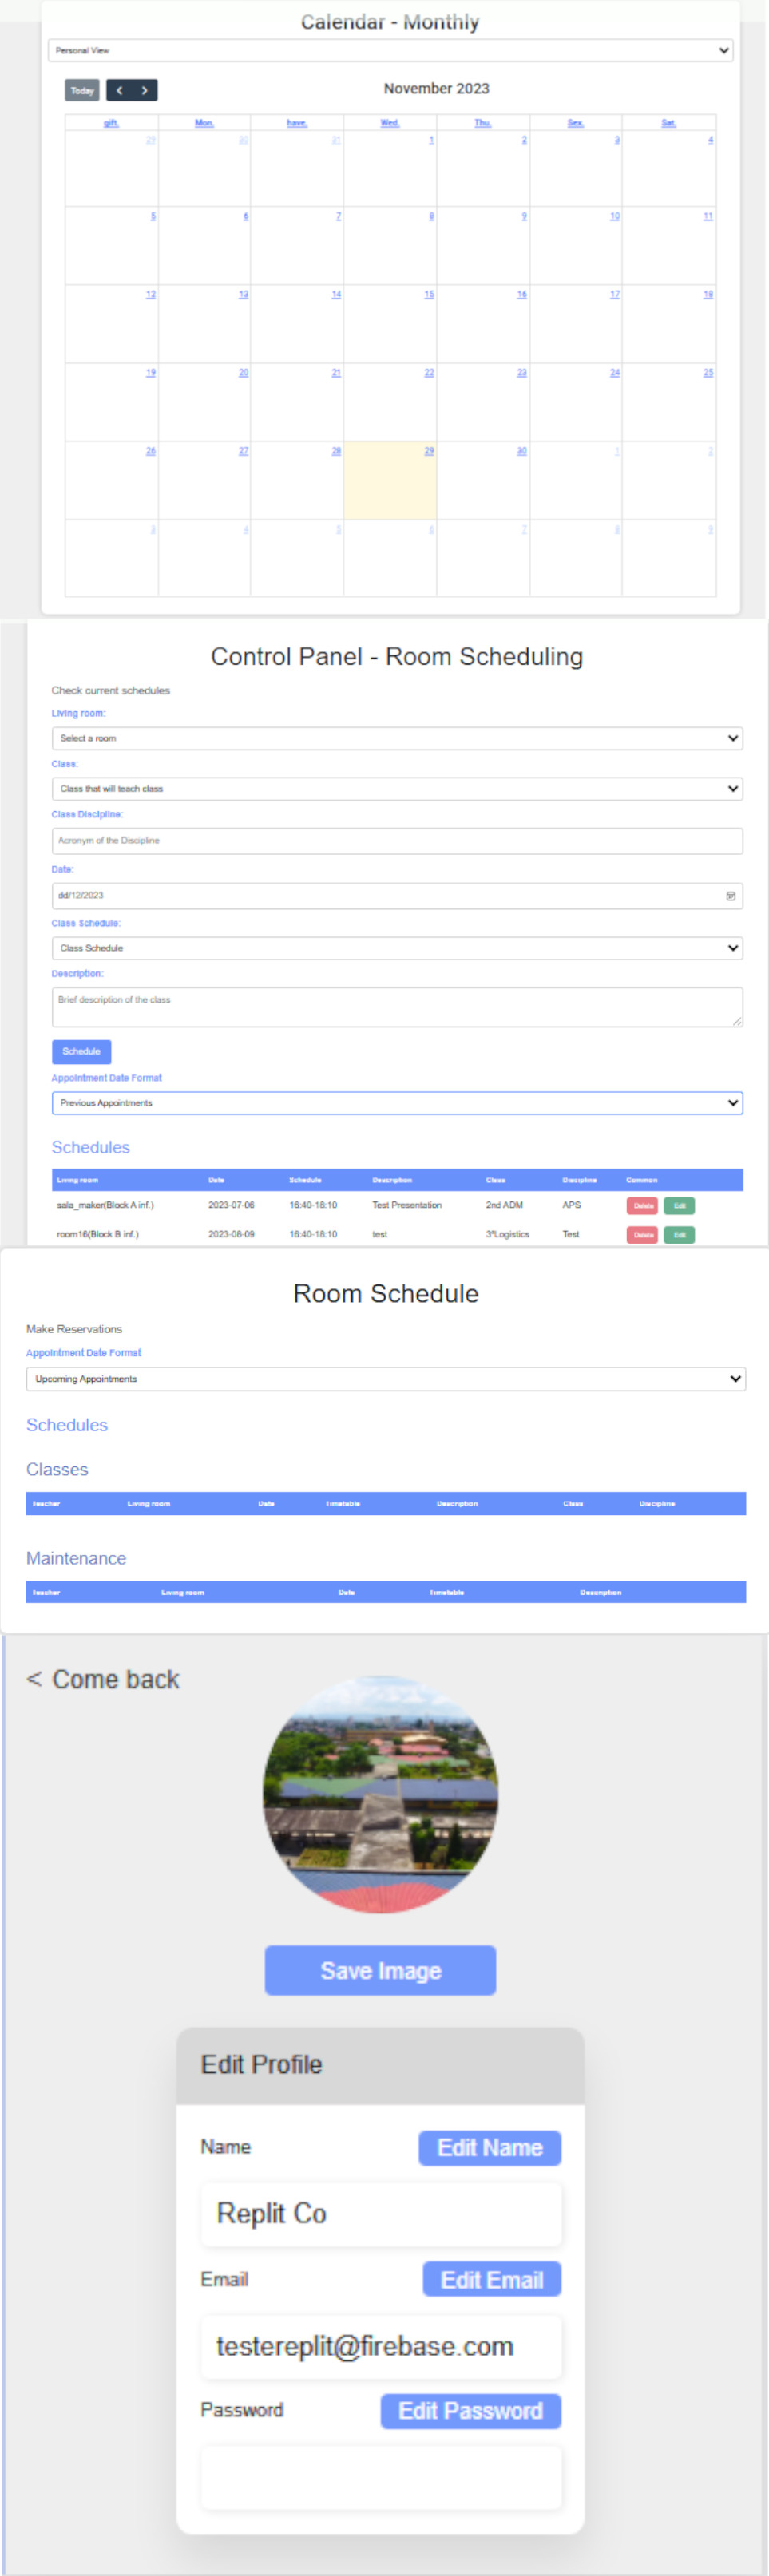 Calendar - Monthly
Personal View
Today < >
November 2023
gift. Mon. have. Wed. Thu. Sex. Sat.
29 30 31 1 2 3 4
5 6 7 8 9 10 11
12 13 14 15 16 17 18
19 20 21 22 23 24 25
26 27 28 29 30 1 2
3 4 5 6 7 8 9
Control Panel - Room Scheduling
Check current schedules
Living room:
Select a room
Class:
Class that will teach class
Class Discipline:
Acronym of the Discipline
Date:
dd/12/2023
Class Schedule:
Class Schedule
Description:
Brief description of the class
Schedule
Appointment Date Format
Previous Appointments
Schedules
Living room Date Schedule Description Class Discipline Common
sala_maker(Block A inf.) 2023-07-06 16:40-18:10 Test Presentation 2nd ADM APS Delete Edit
room16(Block B inf.) 2023-08-09 16:40-18:10 test 3ºLogistics Test Delete Edit
Room Schedule
Make Reservations
Appointment Date Format
Upcoming Appointments
Schedules
Classes
teacher Living room Date timetable Description Class Discipline
Maintenance
teacher Living room Date timetable Description
< Come back
Save Image
Edit Profile
Name Edit Name
Replit Co
Email Edit Email
testereplit@firebase.com
Password Edit Password